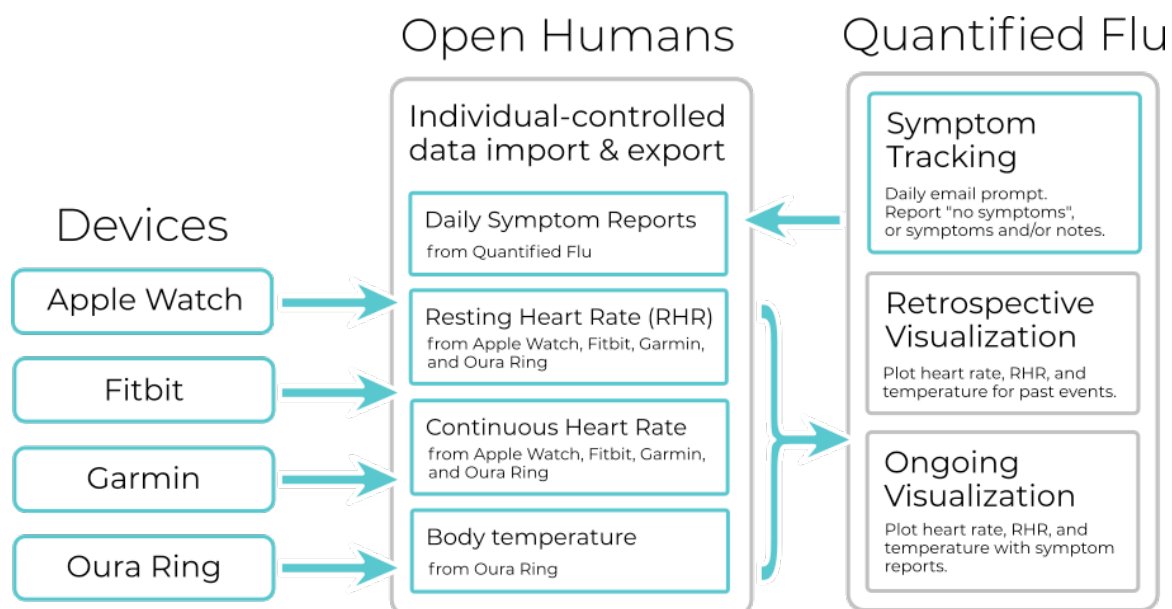 Open Humans
Quantified Flu
Devices
Apple Watch
Fitbit
Garmin
Oura Ring
Individual-controlled
data import & export
Daily Symptom Reports
from Quantified Flu
Resting Heart Rate (RHR)
from Apple Watch, Fitbit, Garmin,
and Oura Ring
Continuous Heart Rate
from Apple Watch, Fitbit, Garmin,
and Oura Ring
Body temperature
from Oura Ring
Symptom
Tracking
Daily email prompt.
Report "no symptoms",
or symptoms and/or notes.
Retrospective
Visualization
Plot heart rate, RHR, and
temperature for past events.
Ongoing
Visualization
Plot heart rate, RHR, and
temperature with symptom
reports.